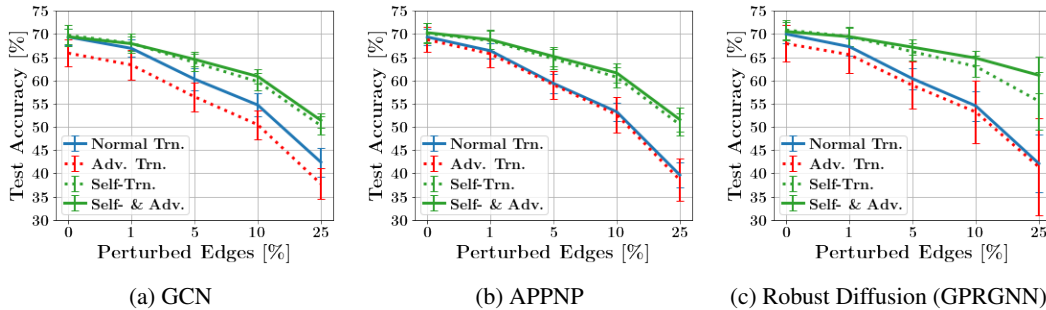 75
70
65
60
55
50
45
40
35
30
Test Accuracy [%]
Normal Trn.
Adv. Trn.
Self-Trn.
Self- & Adv.
0 1 5 10 25
Perturbed Edges [%]
(a) GCN
75
70
65
60
55
50
45
40
35
30
Test Accuracy [%]
Normal Trn.
Adv. Trn.
Self-Trn.
Self- & Adv.
0 1 5 10 25
Perturbed Edges [%]
(b) APPNP
75
70
65
60
55
50
45
40
35
30
Test Accuracy [%]
Normal Trn.
Adv. Trn.
Self-Trn.
Self- & Adv.
0 1 5 10 25
Perturbed Edges [%]
(c) Robust Diffusion (GPRGNN)